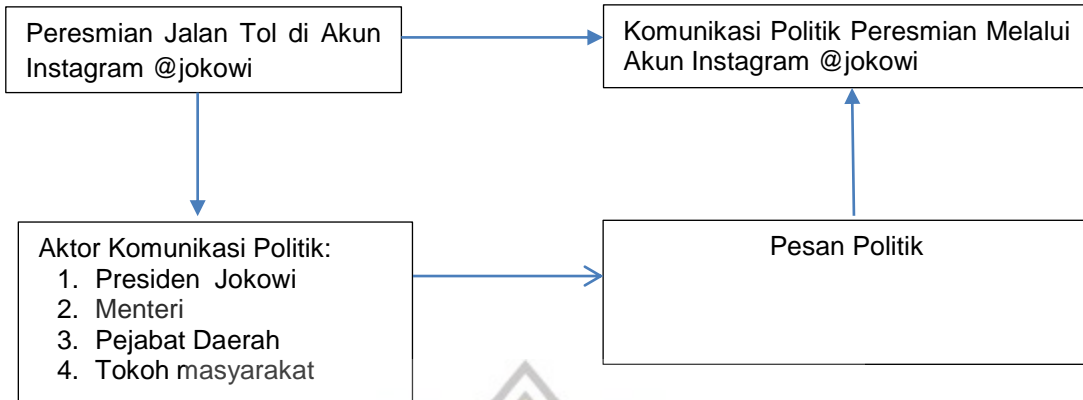 Peresmian Jalan Tol di Akun
Instagram @jokowi
Komunikasi Politik Peresmian Melalui
Akun Instagram @jokowi
Aktor Komunikasi Politik:
1. Presiden Jokowi
2. Menteri
3. Pejabat Daerah
4. Tokoh masyarakat
Pesan Politik